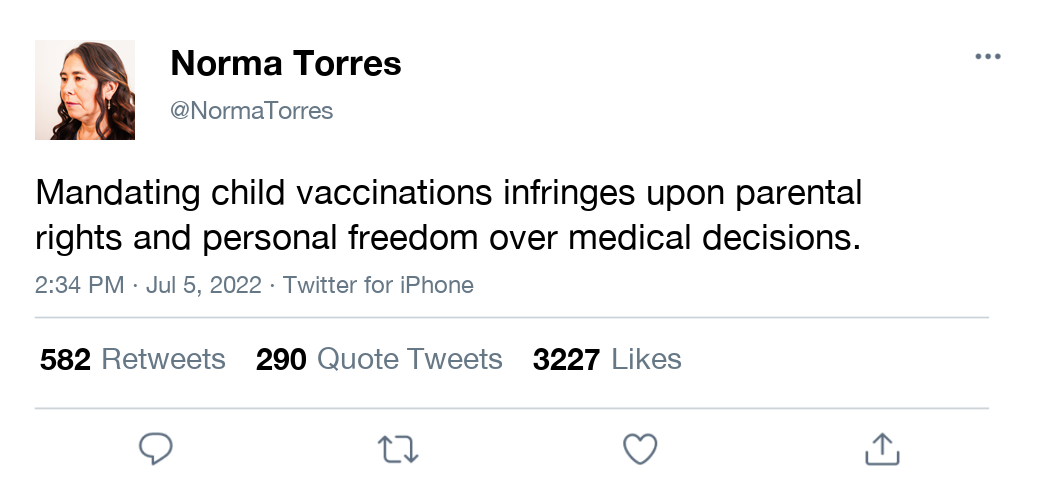 Norma Torres
@NormaTorres
Mandating child vaccinations infringes upon parental
rights and personal freedom over medical decisions.
2:34 PM · Jul 5, 2022 · Twitter for iPhone
582 Retweets 290 Quote Tweets 3227 Likes